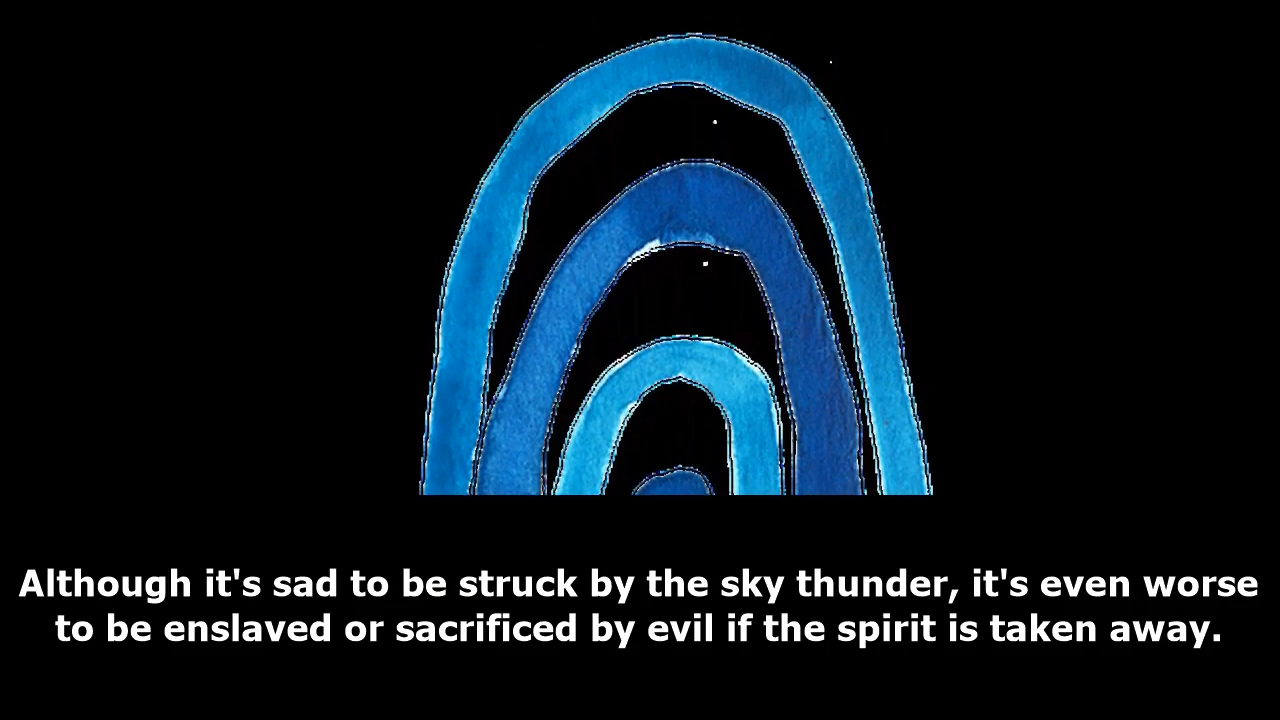 Although it's sad to be struck by the sky thunder, it's even worse
to be enslaved or sacrificed by evil if the spirit is taken away.